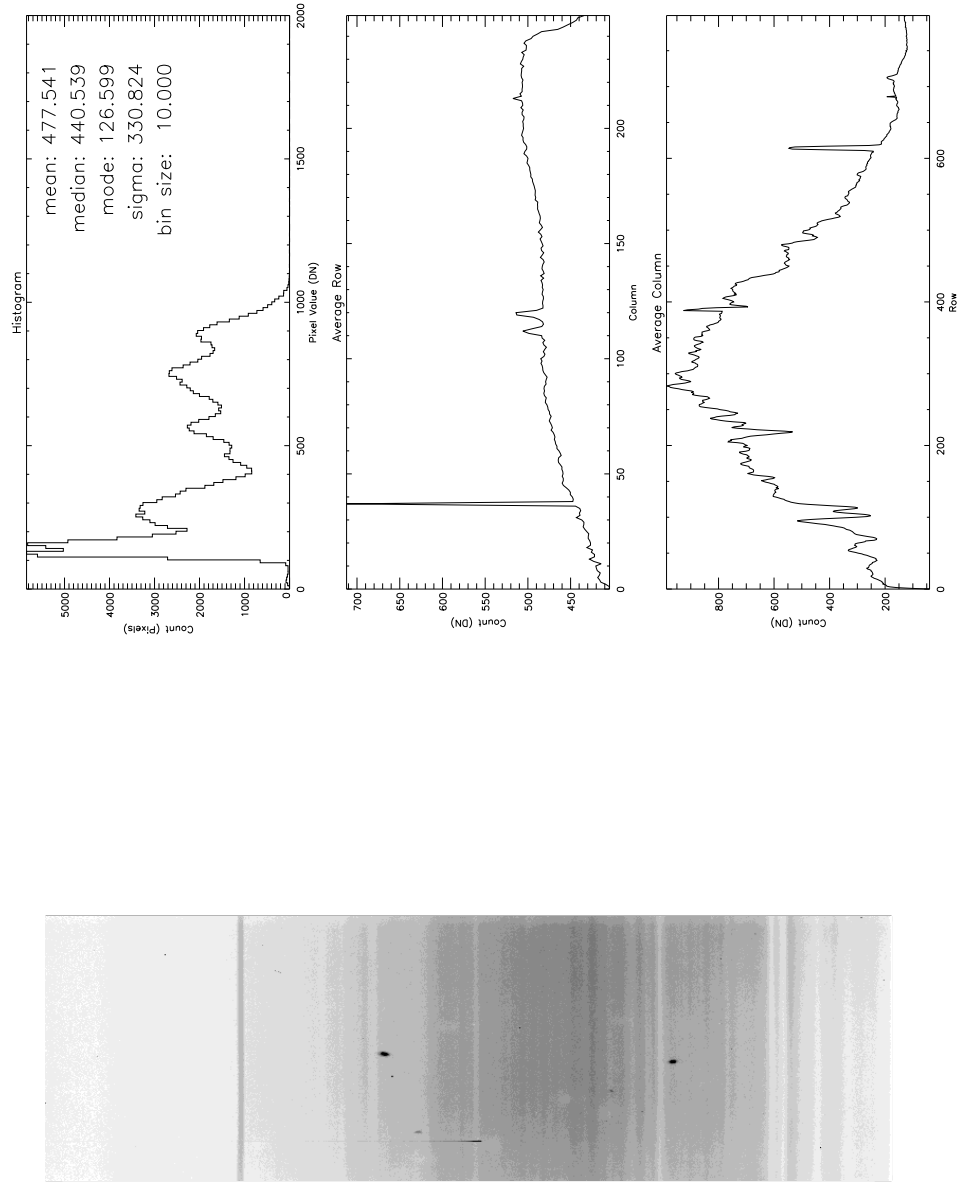 Histogram
mean: 477.541
median: 440.539
mode: 126.599
sigma: 330.824
bin size: 10.000
Count (Pixels)
5000
4000
3000
2000
1000
0
0
500
1000
1500
2000
Pixel Value (DN)
Average Row
Count (DN)
700
650
600
550
500
450
0
50
100
150
200
Column
Average Column
Count (DN)
800
600
400
200
0
200
400
600
Row